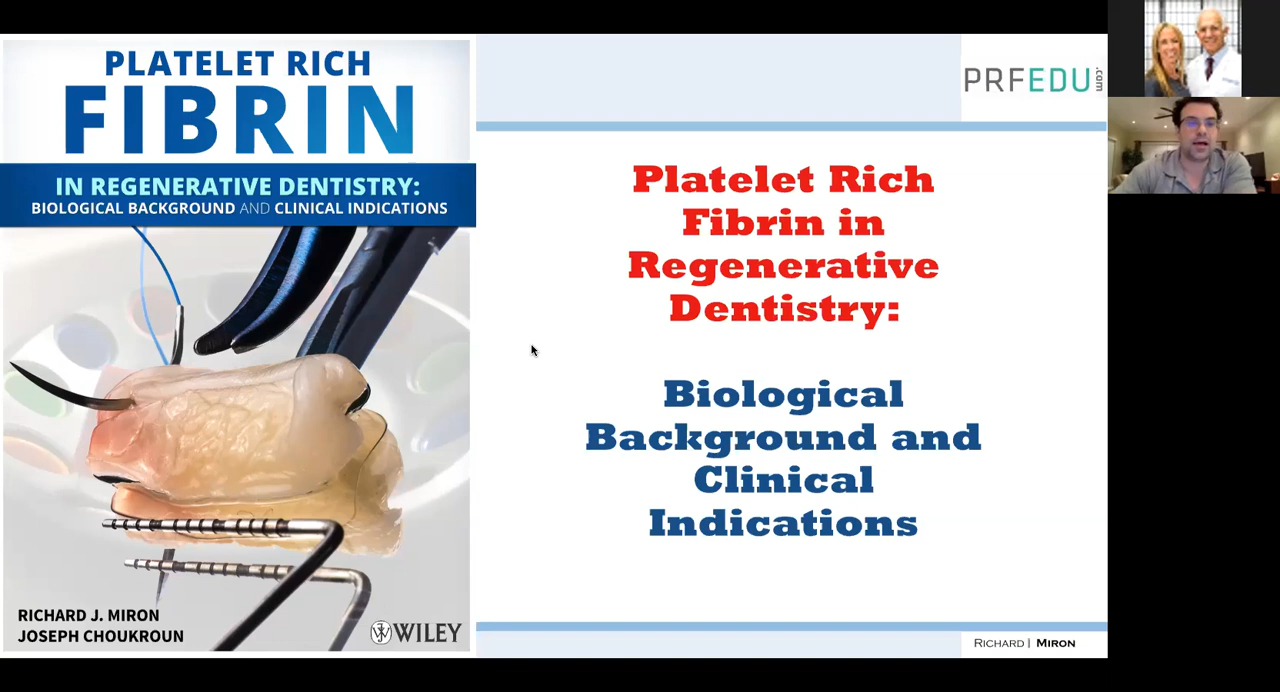 PLATELET RICH
FIBRIN
IN REGENERATIVE DENTISTRY:
BIOLOGICAL BACKGROUND AND CLINICAL INDICATIONS
RICHARD J. MIRON
JOSEPH CHOUKROUN
WILEY
PRFEDU.com
Platelet Rich
Fibrin in
Regenerative
Dentistry:
Biological
Background and
Clinical
Indications
RICHARD | MIRON